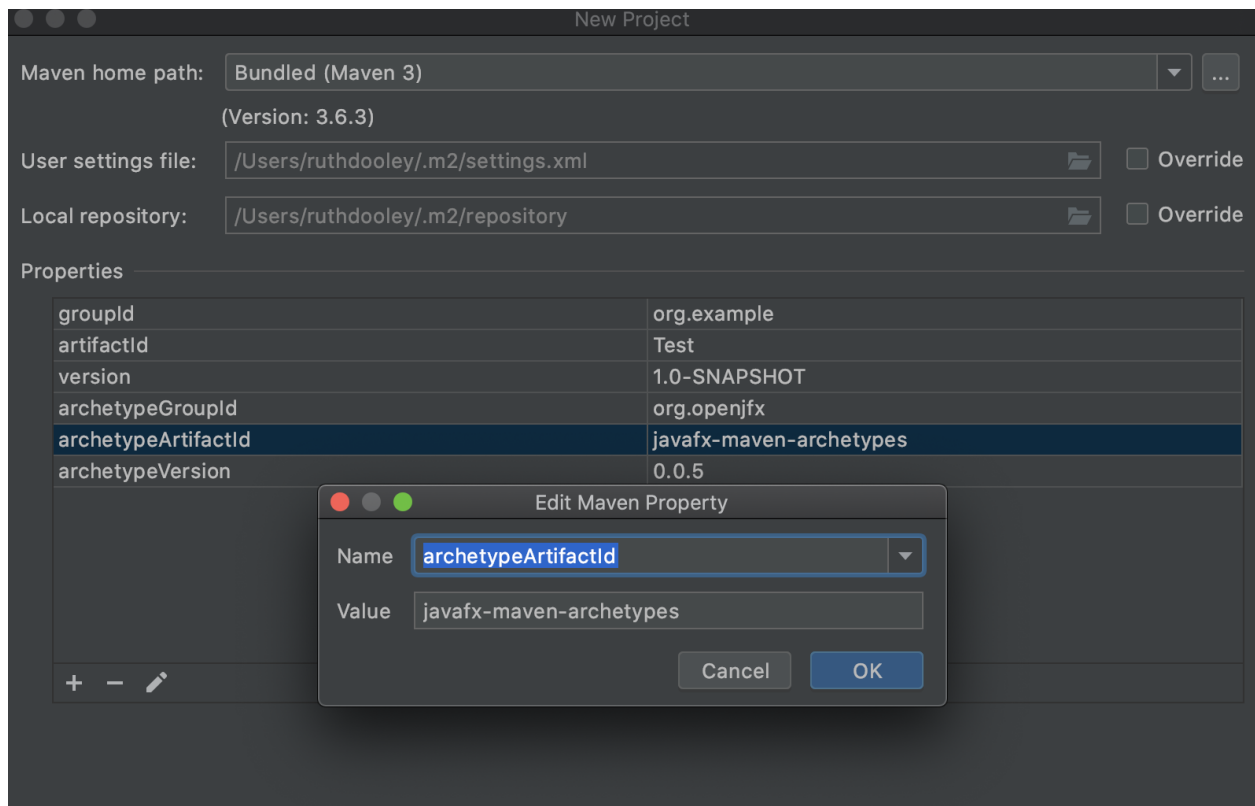 New Project
Maven home path: Bundled (Maven 3) ...
(Version: 3.6.3)
User settings file: /Users/ruthdooley/.m2/settings.xml Override
Local repository: /Users/ruthdooley/.m2/repository Override
Properties
groupId org.example
artifactId Test
version 1.0-SNAPSHOT
archetypeGroupId org.openjfx
archetypeArtifactId javafx-maven-archetypes
archetypeVersion 0.0.5
Edit Maven Property
Name archetypeArtifactId
Value javafx-maven-archetypes
Cancel OK